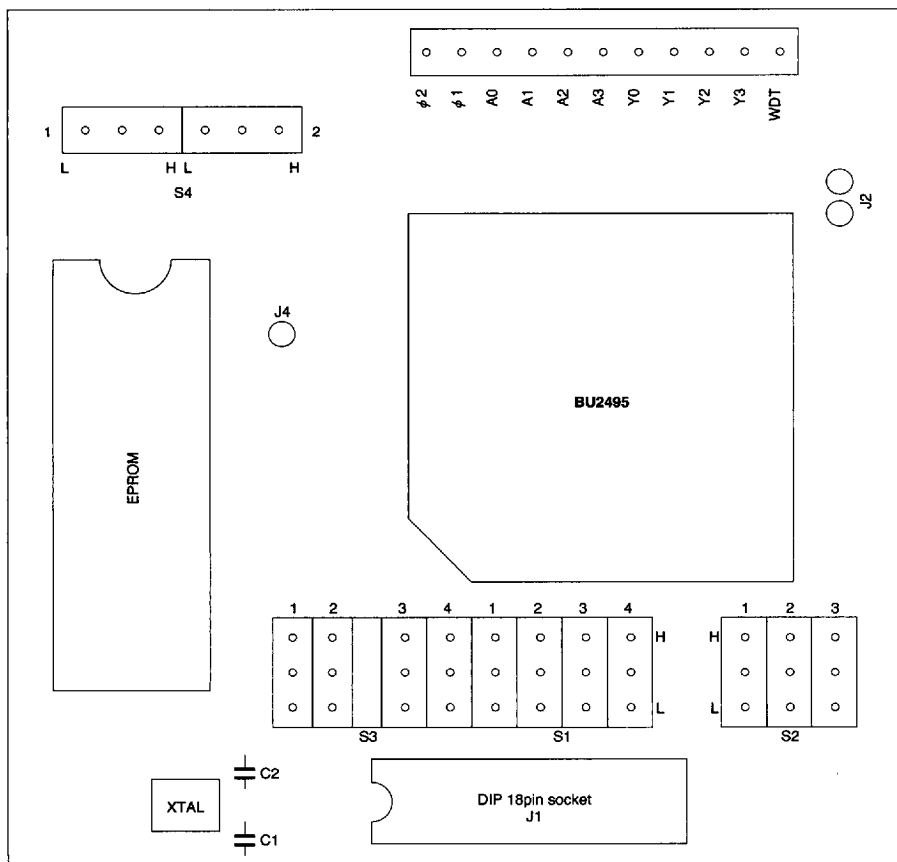 φ2 φ1 A0 A1 A2 A3 Y0 Y1 Y2 Y3 WDT
1 2
L H L H
S4
J2
J4
BU2495
EPROM
1 2 3 4 1 2 3 4 1 2 3
H H
L L
S3 S1 S2
C2
XTAL
DIP 18pin socket
J1
C1